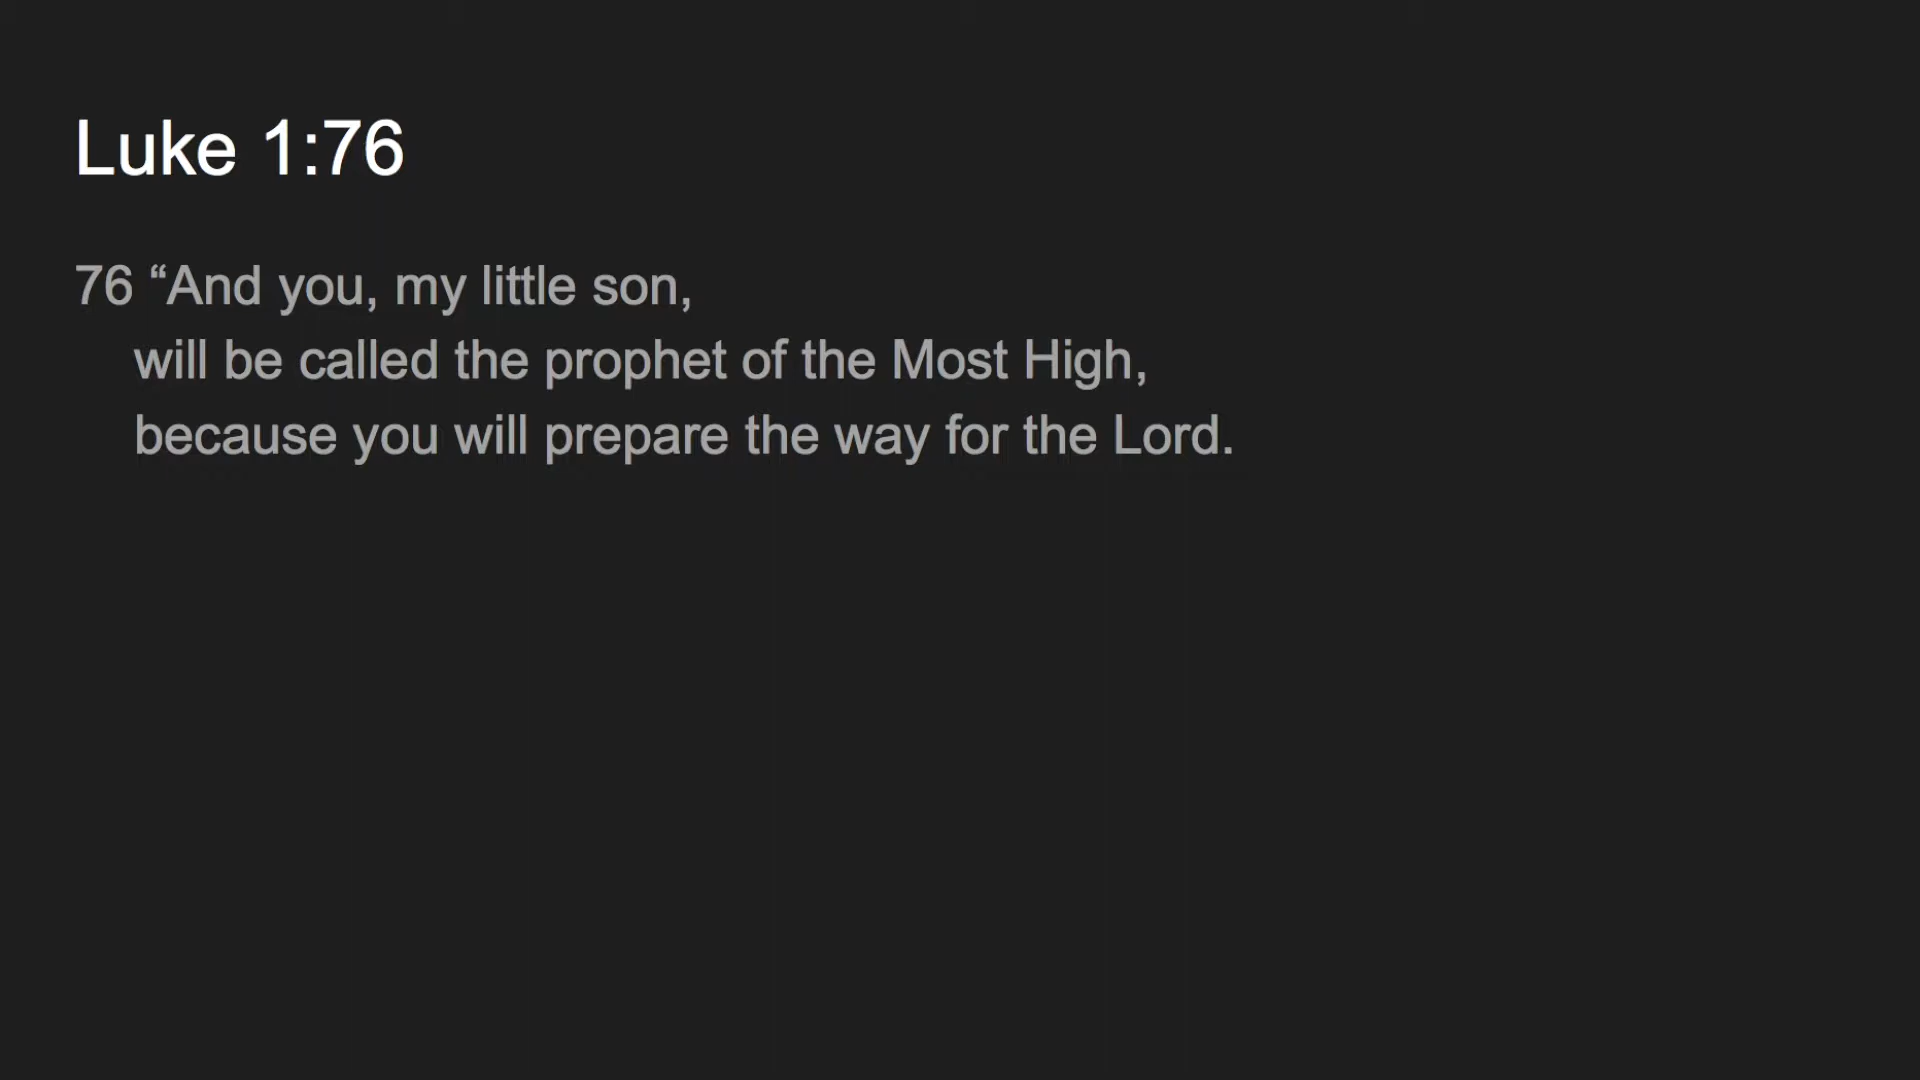 Luke 1:76
76 “And you, my little son,
will be called the prophet of the Most High,
because you will prepare the way for the Lord.